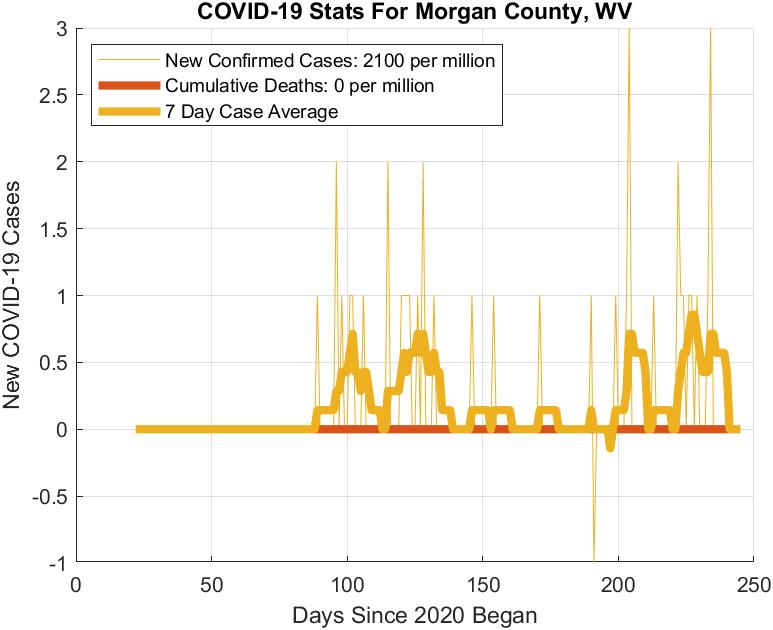 COVID-19 Stats For Morgan County, WV
New Confirmed Cases: 2100 per million
Cumulative Deaths: 0 per million
7 Day Case Average
New COVID-19 Cases
3
2.5
2
1.5
1
0.5
0
-0.5
-1
0 50 100 150 200 250
Days Since 2020 Began